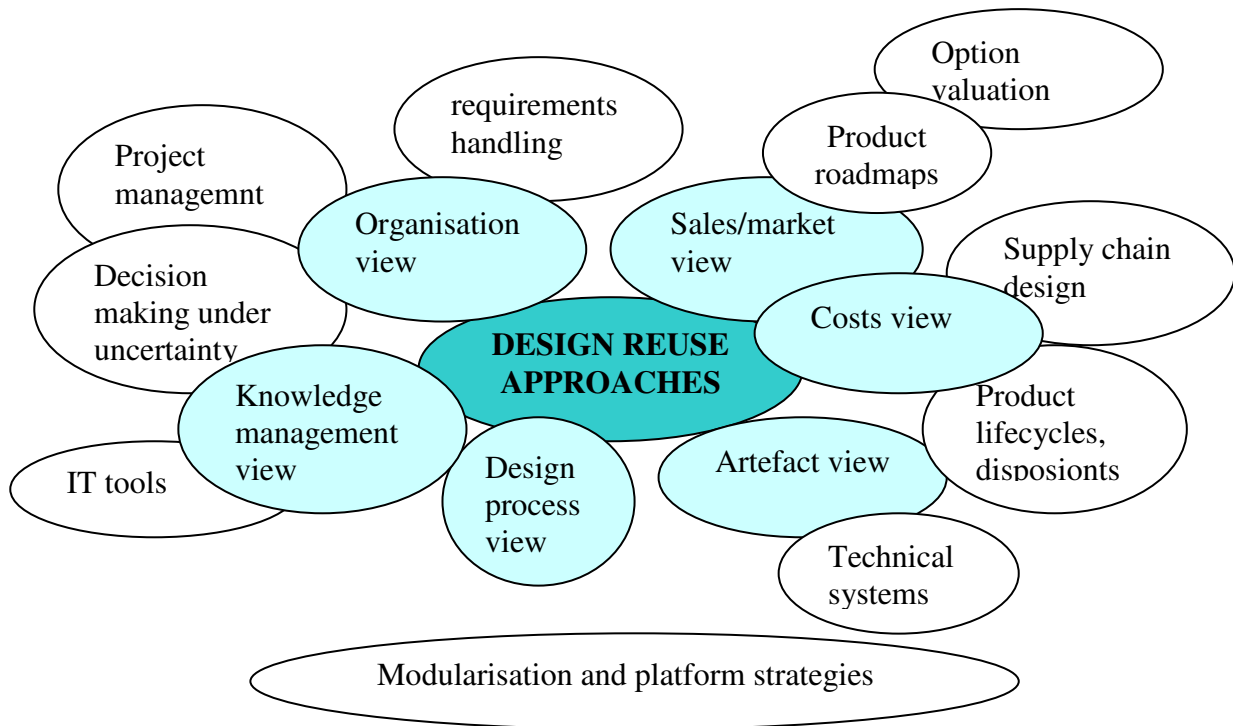 Option
valuation
requirements
handling
Product
roadmaps
Project
managemnt
Organisation
view
Sales/market
view
Supply chain
design
Decision
making under
uncertainty
Costs view
DESIGN REUSE
APPROACHES
Knowledge
management
view
Product
lifecycles,
disposionts
Artefact view
IT tools
Design
process
view
Technical
systems
Modularisation and platform strategies